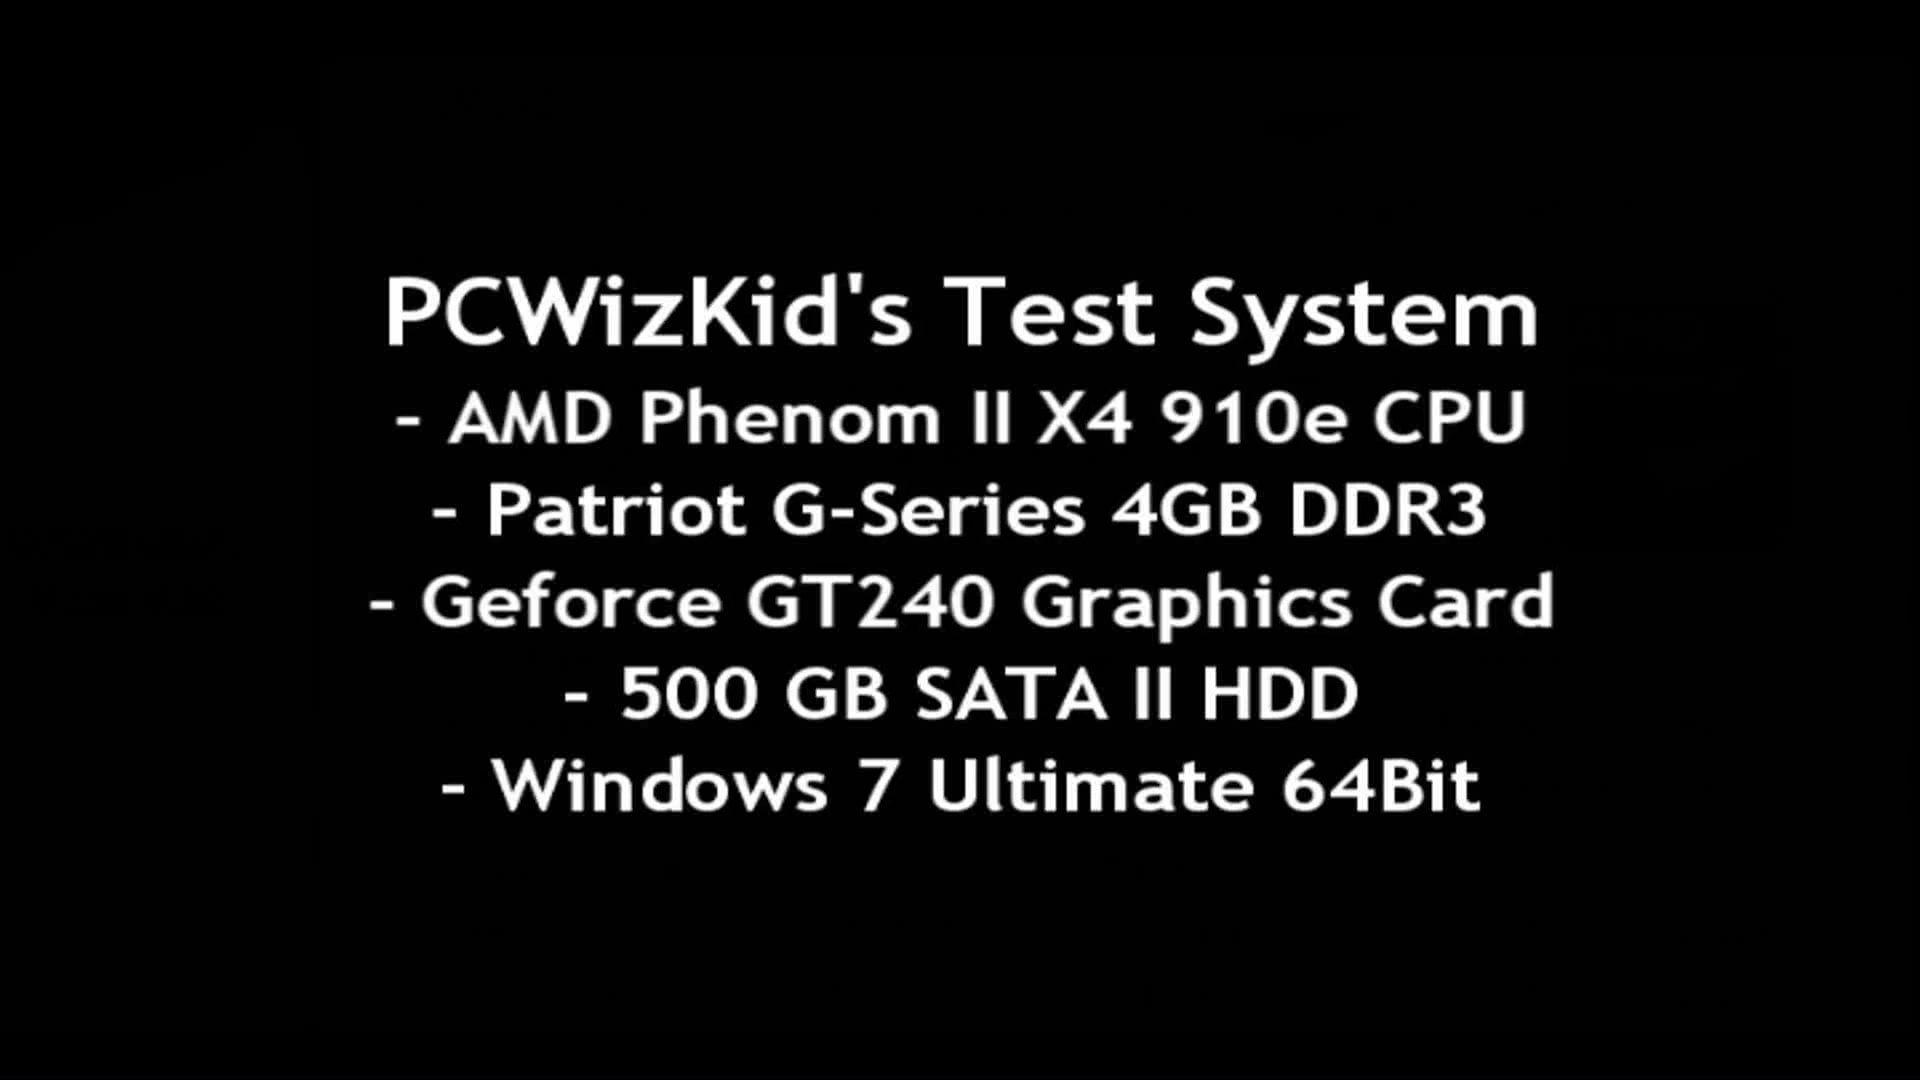 PCWizKid's Test System
- AMD Phenom II X4 910e CPU
- Patriot G-Series 4GB DDR3
- Geforce GT240 Graphics Card
- 500 GB SATA II HDD
- Windows 7 Ultimate 64Bit